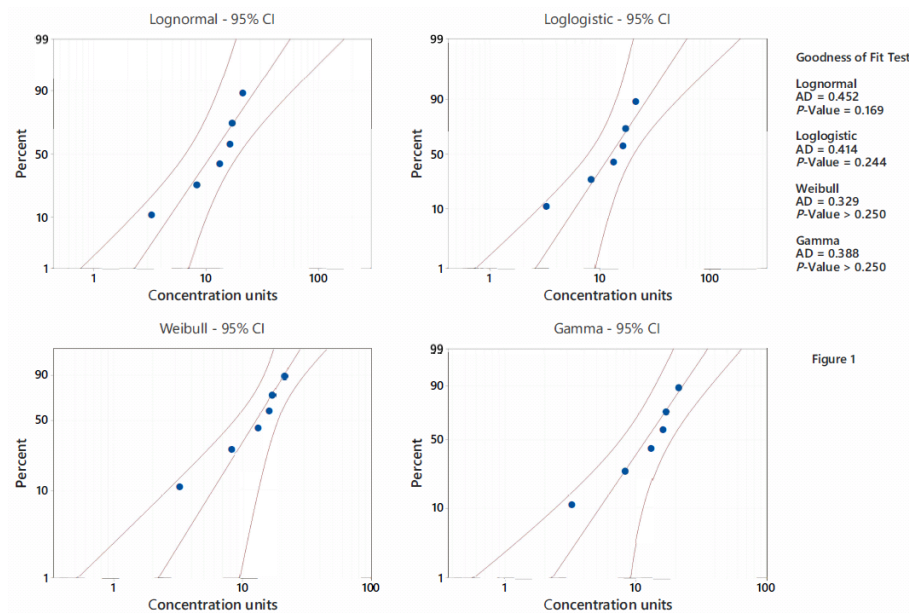 Lognormal - 95% CI
99
90
50
10
1
Percent
1
10
100
Concentration units
Loglogistic - 95% CI
99
90
50
10
1
Percent
1
10
100
Concentration units
Goodness of Fit Test
Lognormal
AD = 0.452
P-Value = 0.169
Loglogistic
AD = 0.414
P-Value = 0.244
Weibull
AD = 0.329
P-Value > 0.250
Gamma
AD = 0.388
P-Value > 0.250
Weibull - 95% CI
90
50
10
1
Percent
1
10
100
Concentration units
Gamma - 95% CI
99
90
50
10
1
Percent
1
10
100
Concentration units
Figure 1